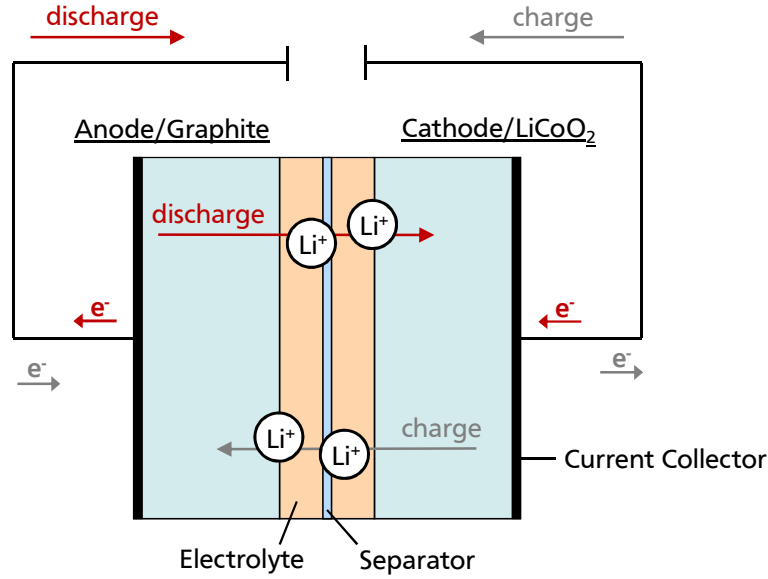 discharge
charge
Anode/Graphite
Cathode/LiCoO₂
discharge
Li⁺
Li⁺
e⁻
e⁻
e⁻
e⁻
Li⁺
Li⁺
charge
Current Collector
Electrolyte
Separator